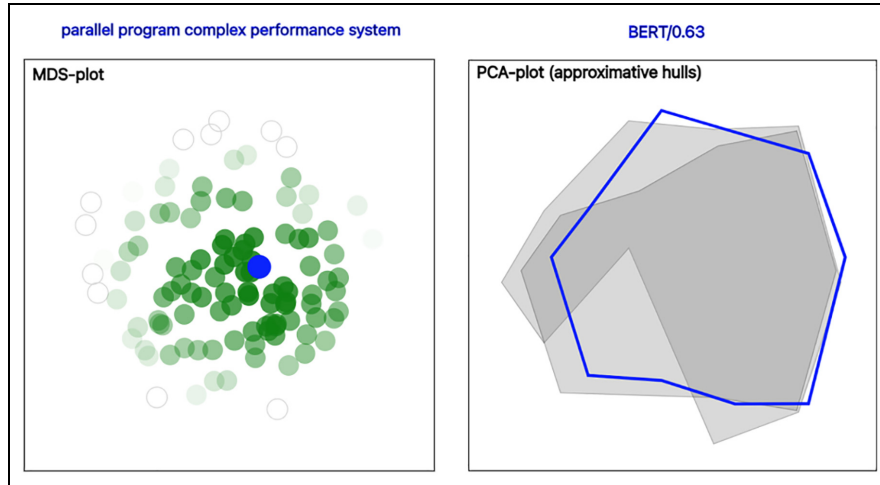 parallel program complex performance system
BERT/0.63
MDS-plot
PCA-plot (approximative hulls)